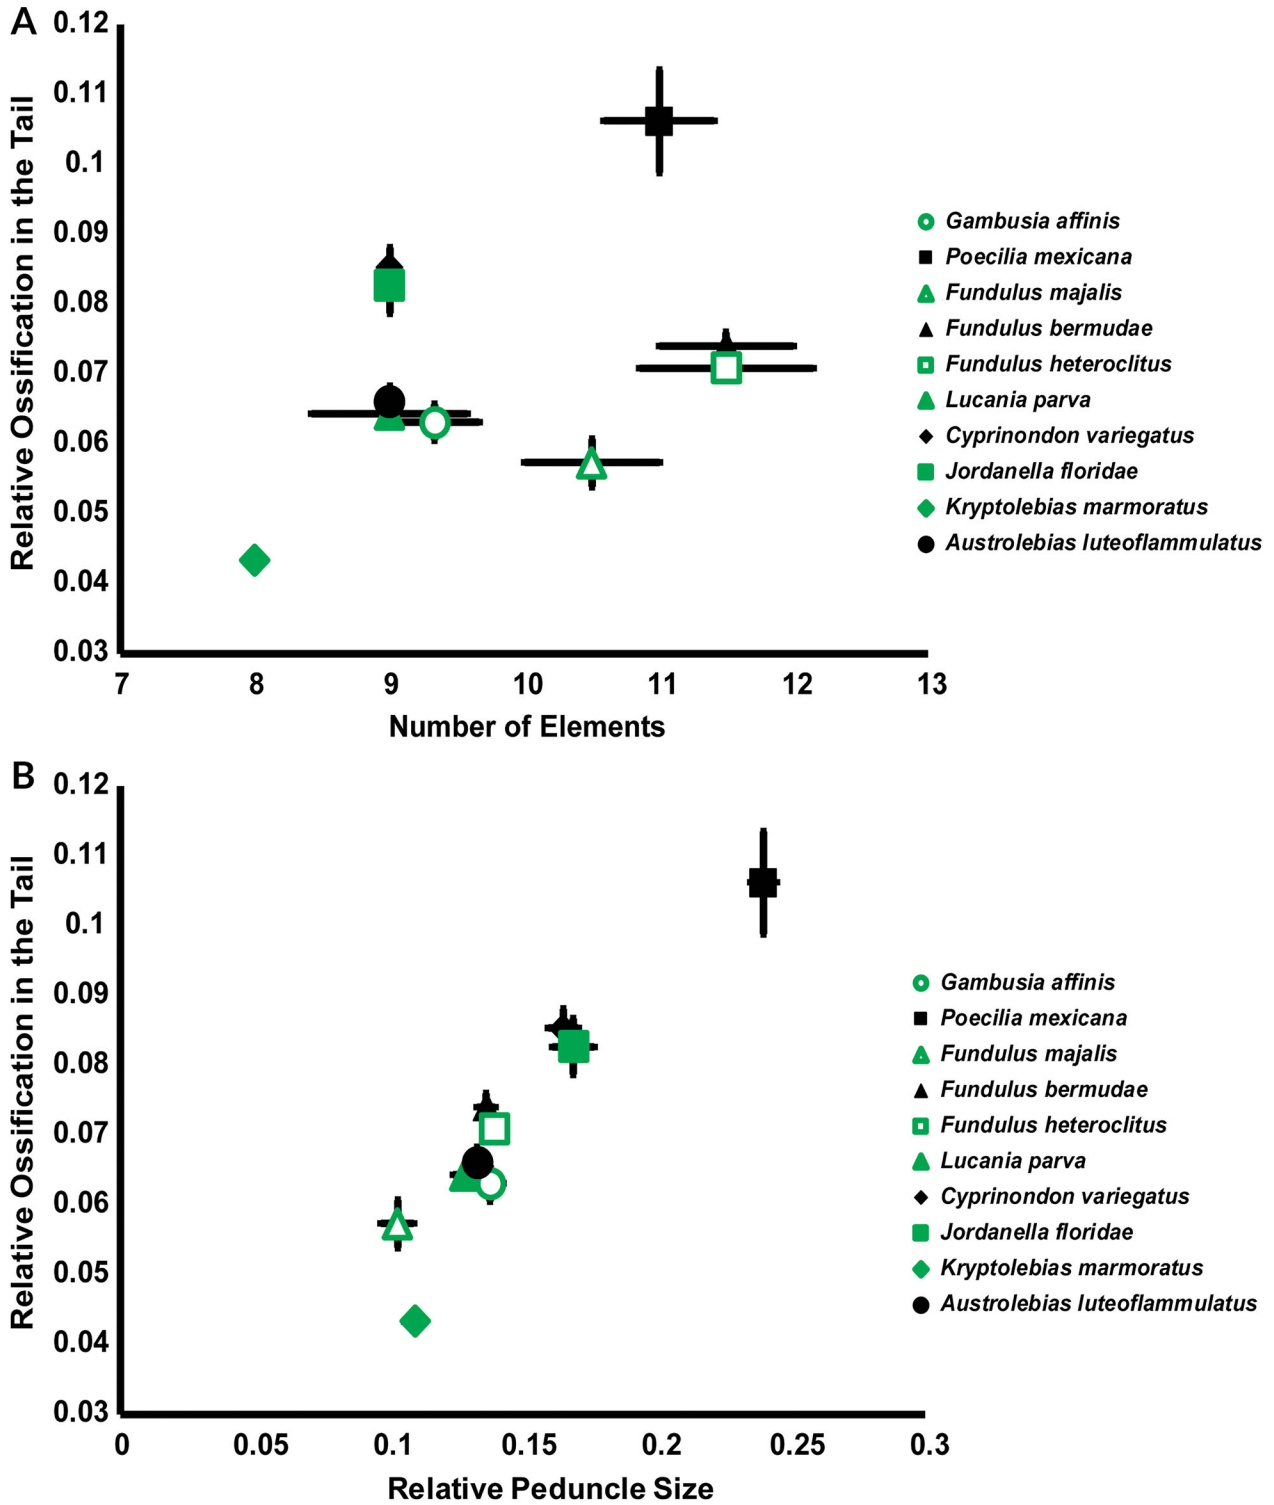 A
0.12
0.11
0.1
0.09
0.08
0.07
0.06
0.05
0.04
0.03
Relative Ossification in the Tail
7 8 9 10 11 12 13
Number of Elements
Gambusia affinis
Poecilia mexicana
Fundulus majalis
Fundulus bermudae
Fundulus heteroclitus
Lucania parva
Cyprinondon variegatus
Jordanella floridae
Kryptolebias marmoratus
Austrolebias luteoflammulatus
B
0.12
0.11
0.1
0.09
0.08
0.07
0.06
0.05
0.04
0.03
Relative Ossification in the Tail
0 0.05 0.1 0.15 0.2 0.25 0.3
Relative Peduncle Size
Gambusia affinis
Poecilia mexicana
Fundulus majalis
Fundulus bermudae
Fundulus heteroclitus
Lucania parva
Cyprinondon variegatus
Jordanella floridae
Kryptolebias marmoratus
Austrolebias luteoflammulatus